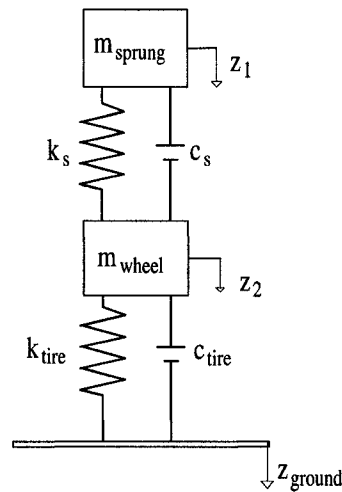 m_sprung
z_1
k_s
c_s
m_wheel
z_2
k_tire
c_tire
z_ground